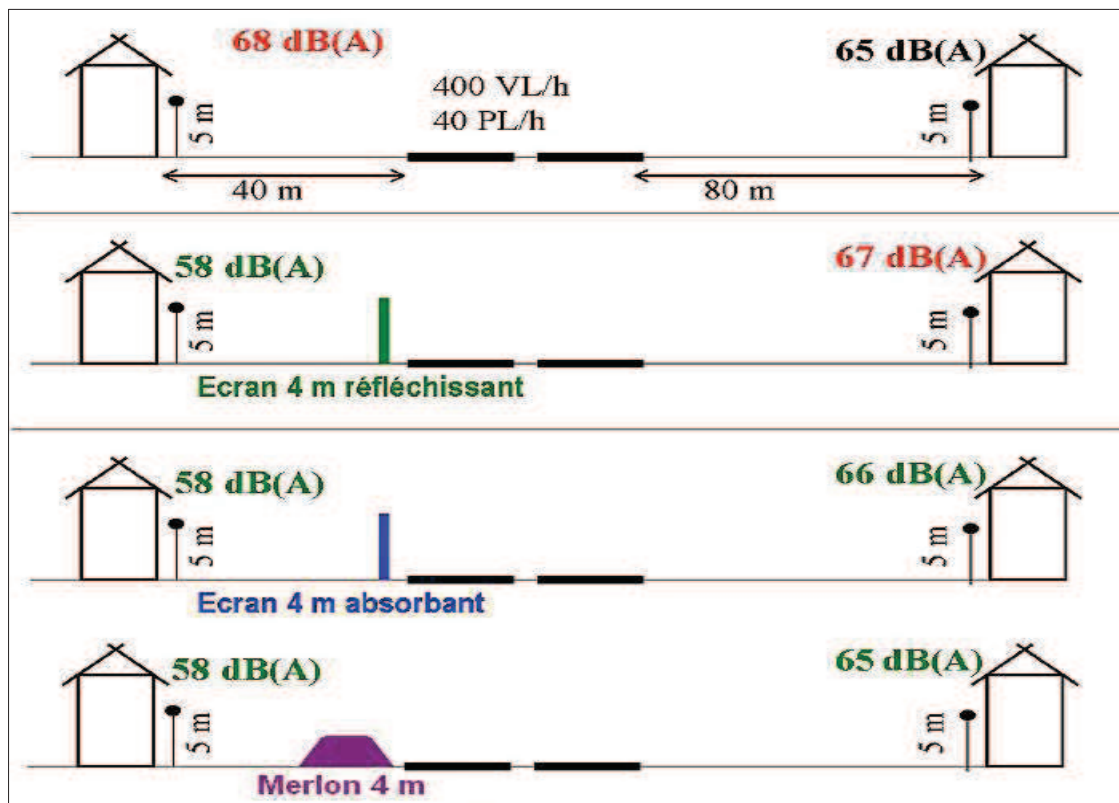 68 dB(A)
65 dB(A)
400 VL/h
40 PL/h
5 m
5 m
40 m
80 m
58 dB(A)
67 dB(A)
5 m
5 m
Ecran 4 m réfléchissant
58 dB(A)
66 dB(A)
5 m
5 m
Ecran 4 m absorbant
58 dB(A)
65 dB(A)
5 m
5 m
Merlon 4 m